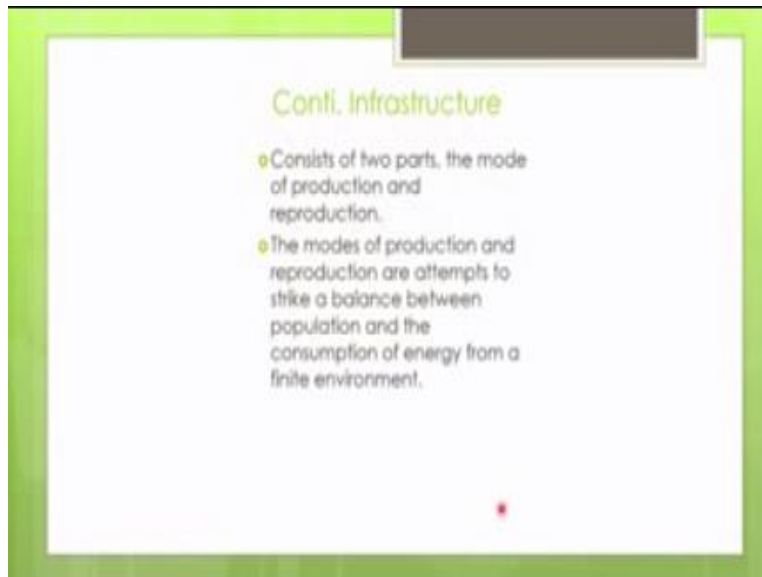 Conti. Infrastructure
Consists of two parts, the mode
of production and
reproduction.
The modes of production and
reproduction are attempts to
strike a balance between
population and the
consumption of energy from a
finite environment.